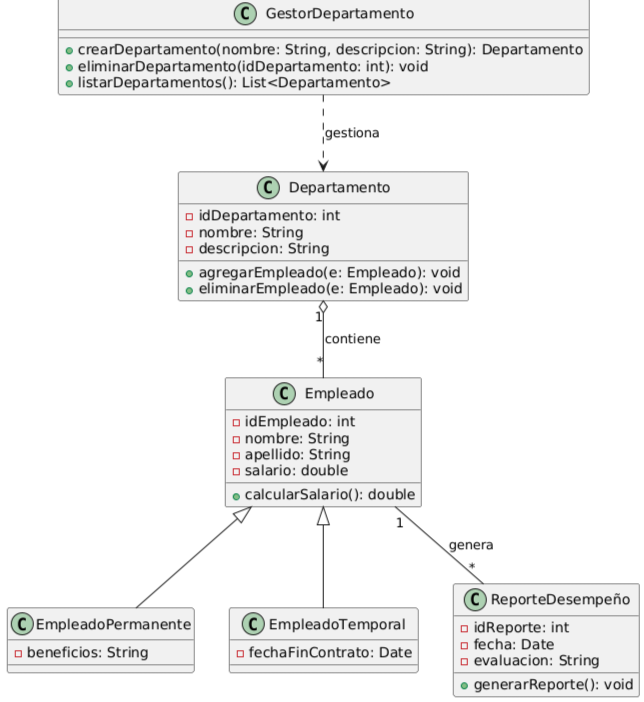 C GestorDepartamento
crearDepartamento(nombre: String, descripcion: String): Departamento
eliminarDepartamento(idDepartamento: int): void
listarDepartamentos(): List<Departamento>
gestiona
C Departamento
idDepartamento: int
nombre: String
descripcion: String
agregarEmpleado(e: Empleado): void
eliminarEmpleado(e: Empleado): void
1
contiene
*
C Empleado
idEmpleado: int
nombre: String
apellido: String
salario: double
calcularSalario(): double
1
genera
*
C EmpleadoPermanente
beneficios: String
C EmpleadoTemporal
fechaFinContrato: Date
C ReporteDesempeño
idReporte: int
fecha: Date
evaluacion: String
generarReporte(): void